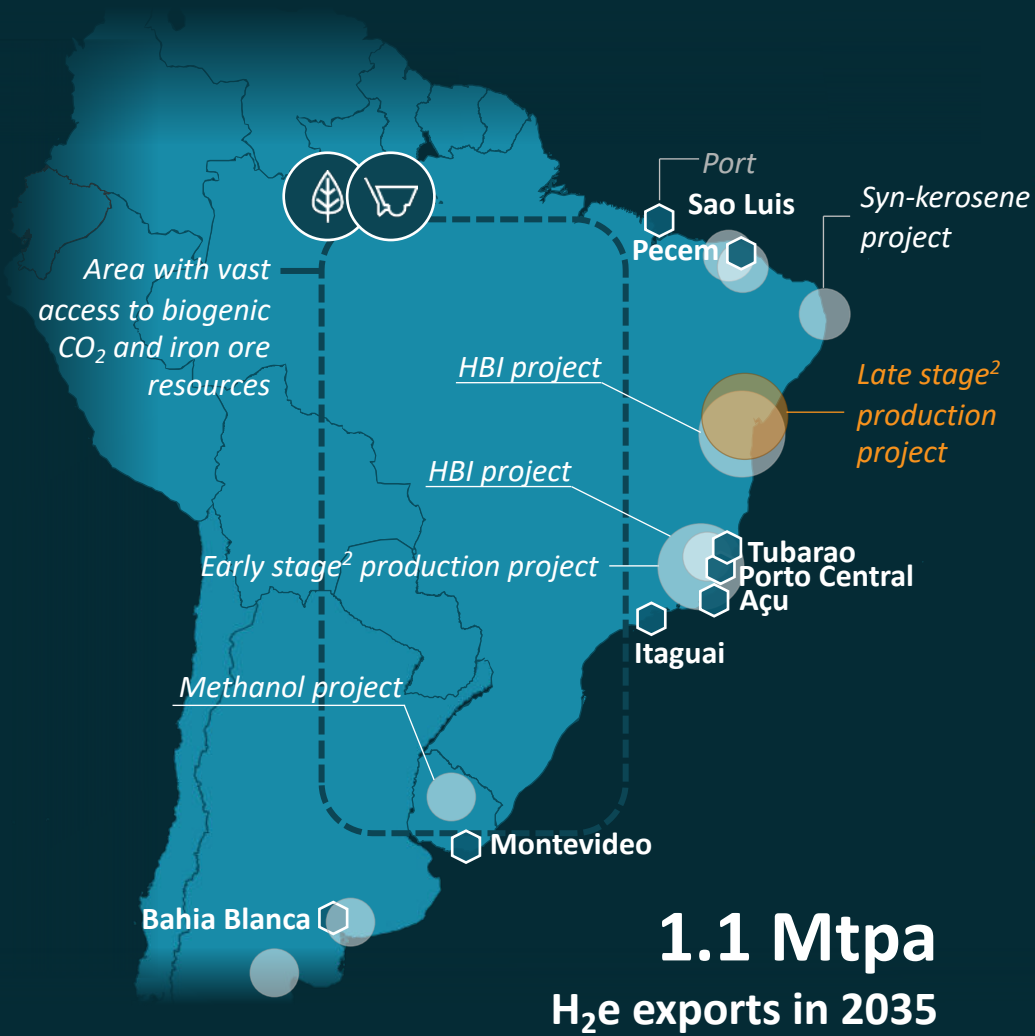 Port
Sao Luis
Pecem
Syn-kerosene
project
Area with vast
access to biogenic
CO₂ and iron ore
resources
HBI project
Late stage²
production
project
HBI project
Early stage² production project
Tubarao
Porto Central
Açu
Itaguai
Methanol project
Montevideo
Bahia Blanca
1.1 Mtpa
H₂e exports in 2035